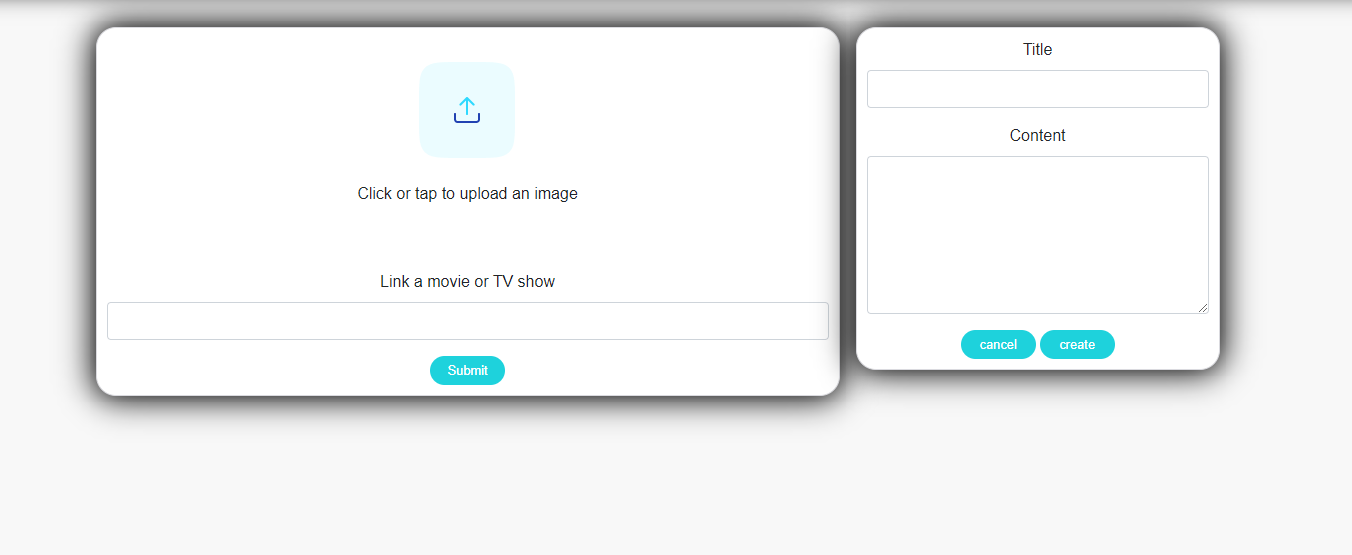 Click or tap to upload an image
Link a movie or TV show
Submit
Title
Content
cancel
create